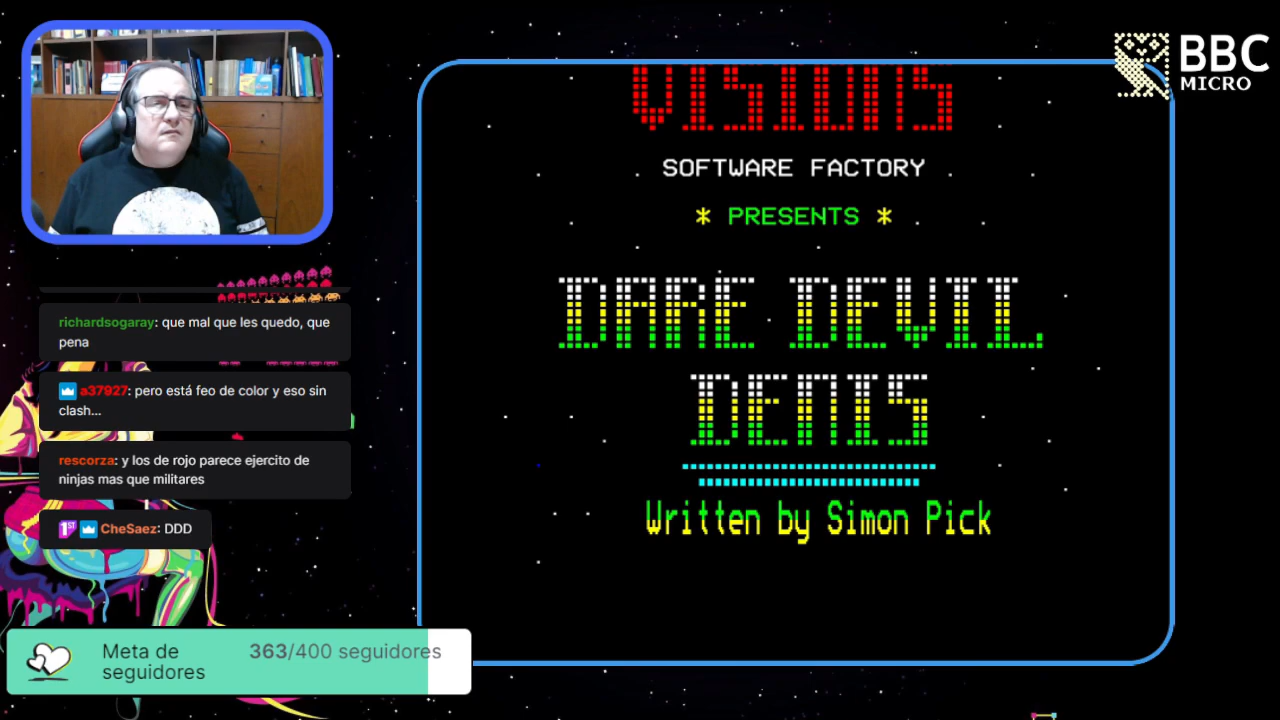 BBC
MICRO
VISIONS
SOFTWARE FACTORY
* PRESENTS *
DARE DEVIL
DENIS
Written by Simon Pick
richardsogaray: que mal que les quedo, que
pena
a37927: pero está feo de color y eso sin
clash...
rescorza: y los de rojo parece ejercito de
ninjas mas que militares
1ST CheSaez: DDD
Meta de
seguidores
363/400 seguidores